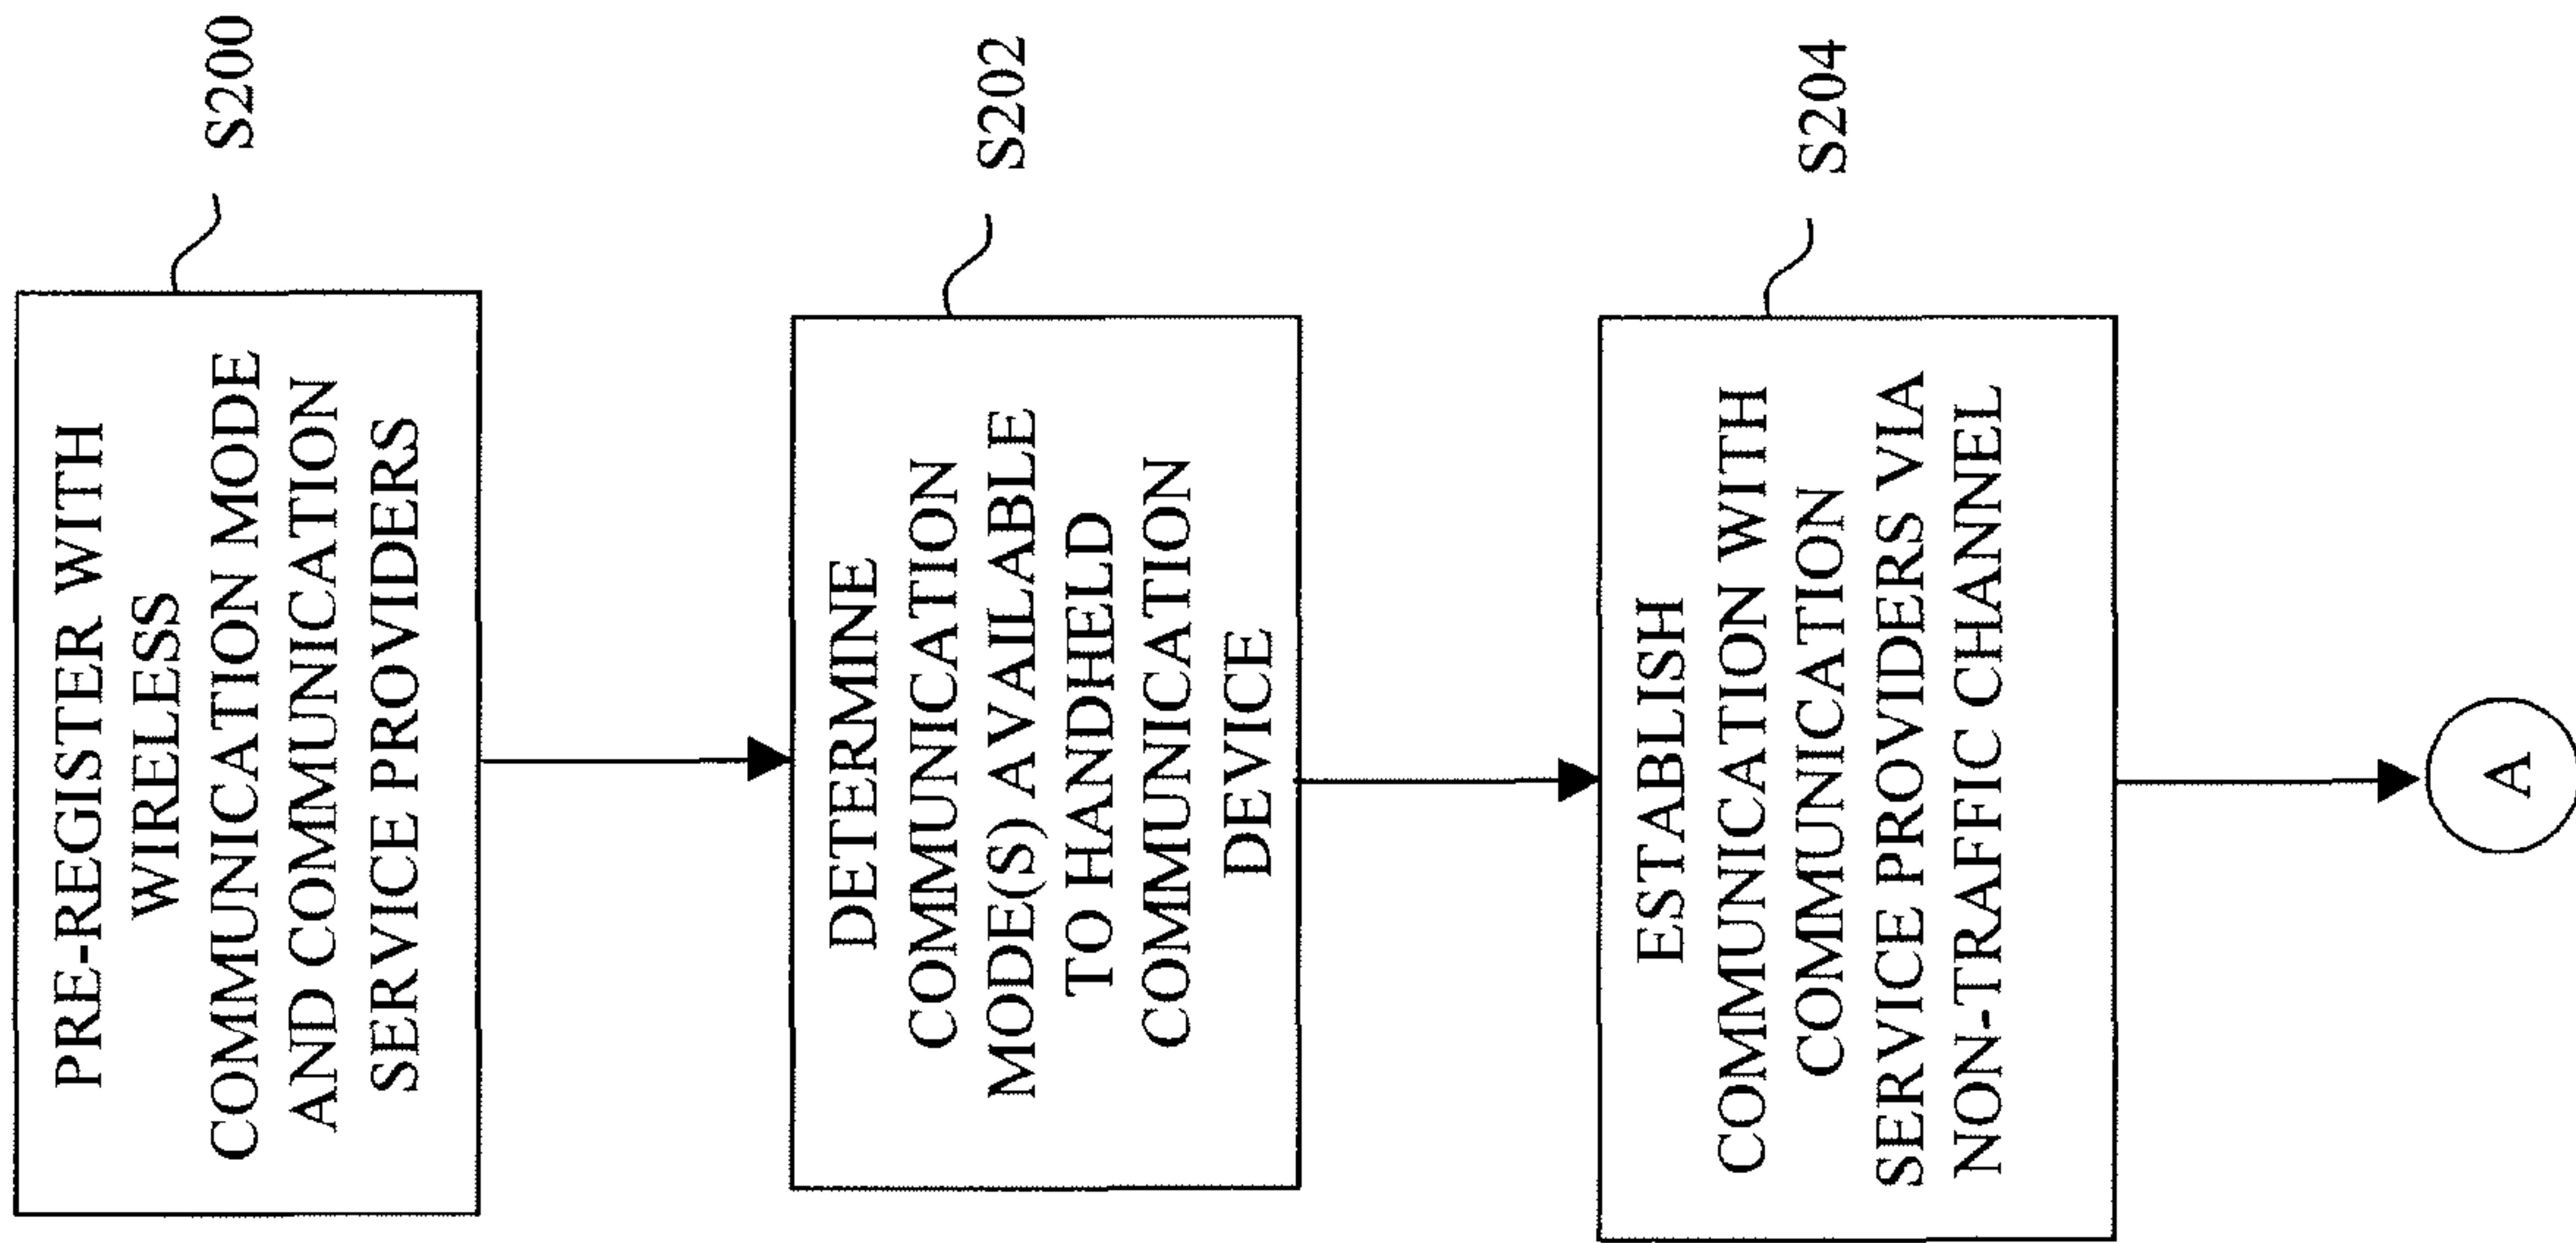 PRE-REGISTER WITH
WIRELESS
COMMUNICATION MODE
AND COMMUNICATION
SERVICE PROVIDERS
S200
DETERMINE
COMMUNICATION
MODE(S) AVAILABLE
TO HANDHELD
COMMUNICATION
DEVICE
S202
ESTABLISH
COMMUNICATION WITH
COMMUNICATION
SERVICE PROVIDERS VIA
NON-TRAFFIC CHANNEL
S204
A